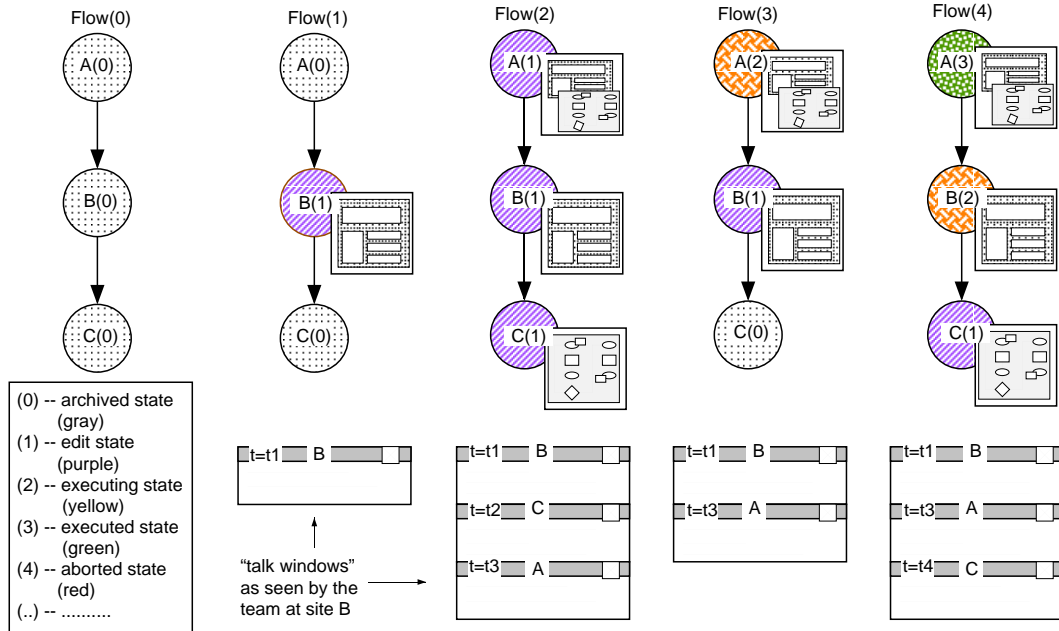 Flow(0)
Flow(1)
Flow(2)
Flow(3)
Flow(4)
A(0)
A(0)
A(1)
A(2)
A(3)
B(0)
B(1)
B(1)
B(1)
B(2)
C(0)
C(0)
C(1)
C(0)
C(1)
(0) -- archived state
(gray)
(1) -- edit state
(purple)
(2) -- executing state
(yellow)
(3) -- executed state
(green)
(4) -- aborted state
(red)
(..) -- ..........
t=t1 B
“talk windows”
as seen by the
team at site B
t=t1 B
t=t2 C
t=t3 A
t=t1 B
t=t3 A
t=t1 B
t=t3 A
t=t4 C